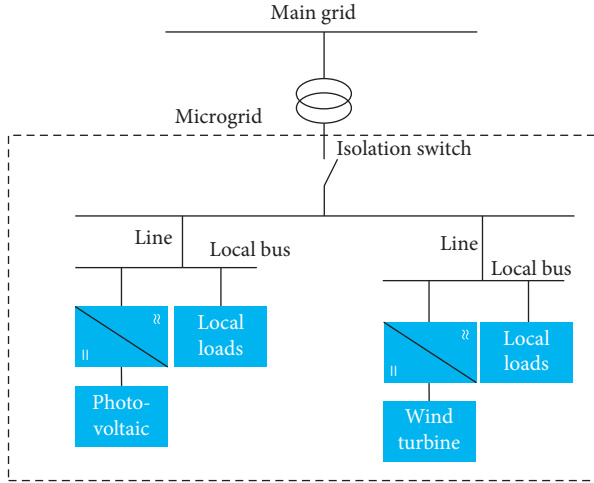 Main grid
Microgrid
Isolation switch
Line
Local bus
Line
Local bus
Local
loads
Local
loads
Photo-
voltaic
Wind
turbine